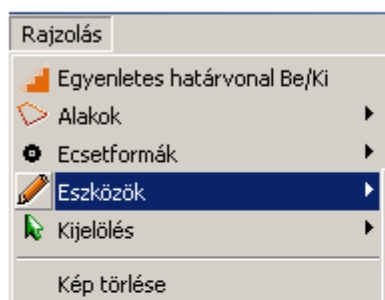 Rajzolás
Egyenletes határvonal Be/Ki
Alakok
Ecsetformák
Eszközök
Kijelölés
Kép törlése